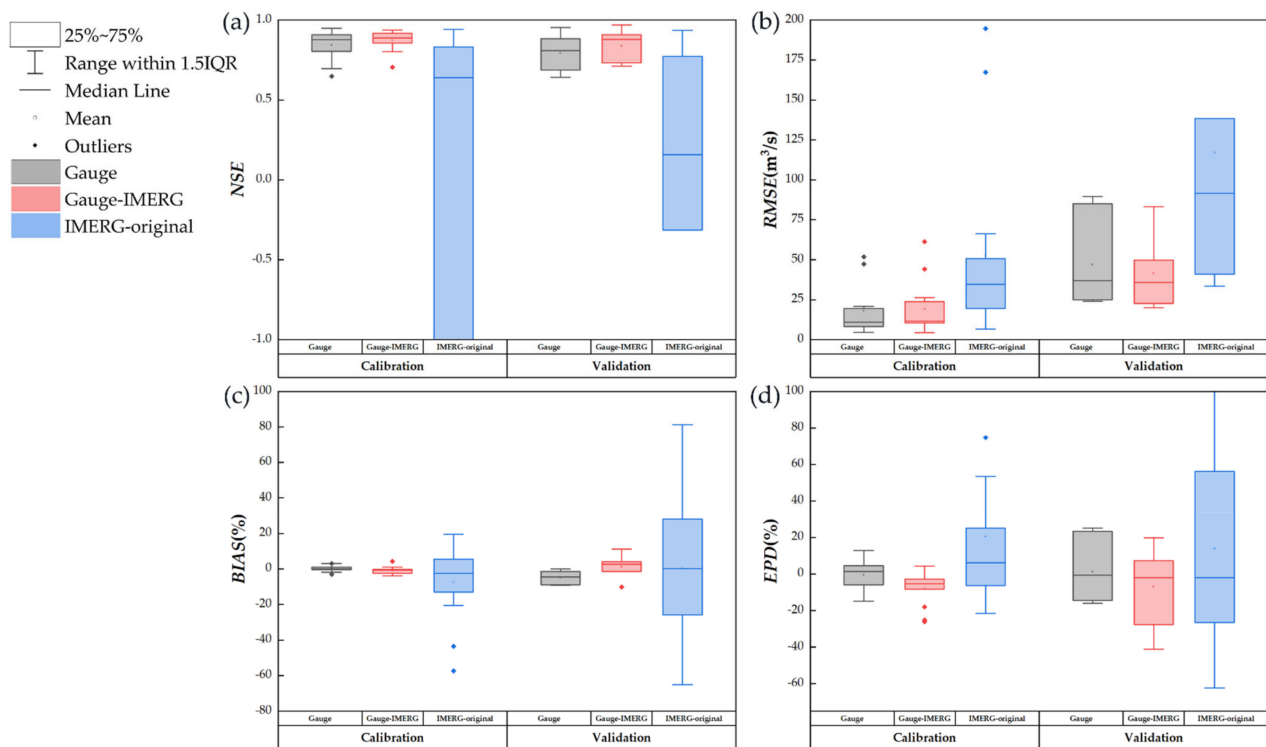 25%~75%
Range within 1.5IQR
Median Line
Mean
Outliers
Gauge
Gauge-IMERG
IMERG-original
(a)
NSE
1.0
0.5
0.0
-0.5
-1.0
Gauge Gauge-IMERG IMERG-original Gauge Gauge-IMERG IMERG-original
Calibration Validation
(b)
RMSE(m³/s)
200
175
150
125
100
75
50
25
0
Gauge Gauge-IMERG IMERG-original Gauge Gauge-IMERG IMERG-original
Calibration Validation
(c)
BIAS(%)
100
80
60
40
20
0
-20
-40
-60
-80
Gauge Gauge-IMERG IMERG-original Gauge Gauge-IMERG IMERG-original
Calibration Validation
(d)
EPD(%)
100
80
60
40
20
0
-20
-40
-60
Gauge Gauge-IMERG IMERG-original Gauge Gauge-IMERG IMERG-original
Calibration Validation